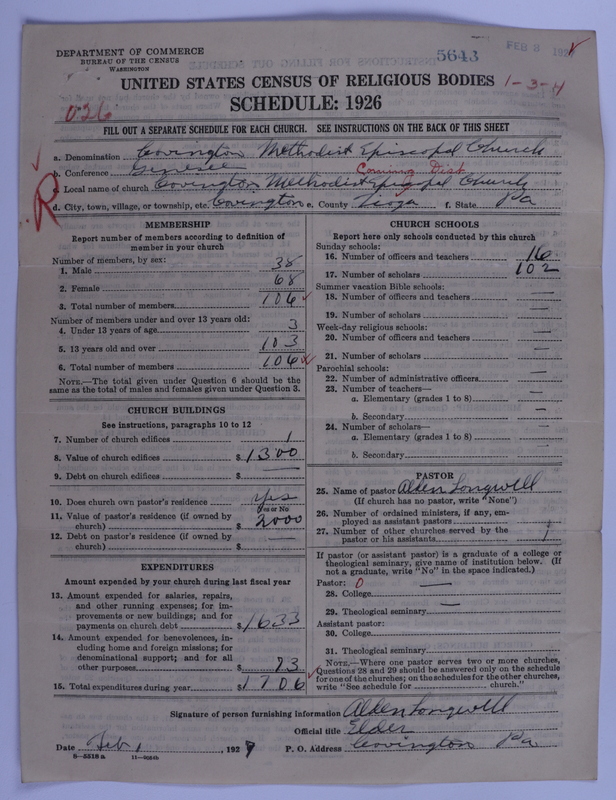 DEPARTMENT OF COMMERCE
BUREAU OF THE CENSUS
WASHINGTON
5643
FEB 3 192
UNITED STATES CENSUS OF RELIGIOUS BODIES
1-3-H
026
SCHEDULE: 1926
FILL OUT A SEPARATE SCHEDULE FOR EACH CHURCH. SEE INSTRUCTIONS ON THE BACK OF THIS SHEET
a. Denomination Covington Methodist Episcopal Church
b. Conference Genesee Corning Dist
c. Local name of church Covington Methodist Episcopal Church
d. City, town, village, or township, etc. Covington e. County Tioga f. State Pa
R
MEMBERSHIP
Report number of members according to definition of member in your church
Number of members, by sex:
1. Male 38
2. Female 68
3. Total number of members 106
Number of members under and over 13 years old:
4. Under 13 years of age 3
5. 13 years old and over 103
6. Total number of members 106
NOTE.—The total given under Question 6 should be the
same as the total of males and females given under Question 3.
CHURCH BUILDINGS
See instructions, paragraphs 10 to 12
7. Number of church edifices 1
8. Value of church edifices $1300
9. Debt on church edifices $ —
10. Does church own pastor's residence Yes
Yes or No
11. Value of pastor's residence (if owned by
church) $ 2000
12. Debt on pastor's residence (if owned by
church) $ —
EXPENDITURES
Amount expended by your church during last fiscal year
13. Amount expended for salaries, repairs,
and other running expenses; for im-
provements or new buildings; and for
payments on church debt $1633
14. Amount expended for benevolences, in-
cluding home and foreign missions; for
denominational support; and for all
other purposes $ 73
15. Total expenditures during year $1706
CHURCH SCHOOLS
Report here only schools conducted by this church
Sunday schools:
16. Number of officers and teachers 16
17. Number of scholars 102
Summer vacation Bible schools:
18. Number of officers and teachers —
19. Number of scholars —
Week-day religious schools:
20. Number of officers and teachers —
21. Number of scholars —
Parochial schools:
22. Number of administrative officers —
23. Number of teachers—
a. Elementary (grades 1 to 8) —
b. Secondary —
24. Number of scholars—
a. Elementary (grades 1 to 8) —
b. Secondary —
PASTOR
25. Name of pastor Alden Longwell
(If church has no pastor, write "None")
26. Number of ordained ministers, if any, em-
ployed as assistant pastors
27. Number of other churches served by the
pastor or his assistants 1
If pastor (or assistant pastor) is a graduate of a college or
theological seminary, give name of institution below. (If
not a graduate, write "No" in the space indicated.)
Pastor: 0
28. College —
29. Theological seminary —
Assistant pastor:
30. College
31. Theological seminary
NOTE.—Where one pastor serves two or more churches,
Questions 28 and 29 should be answered only on the schedule
for one of the churches; on the schedules for the other churches,
write "See schedule for church."
Signature of person furnishing information Alden Longwell
Official title Elder
Date Feb 1, 1927 P. O. Address Covington Pa
8—5518 a